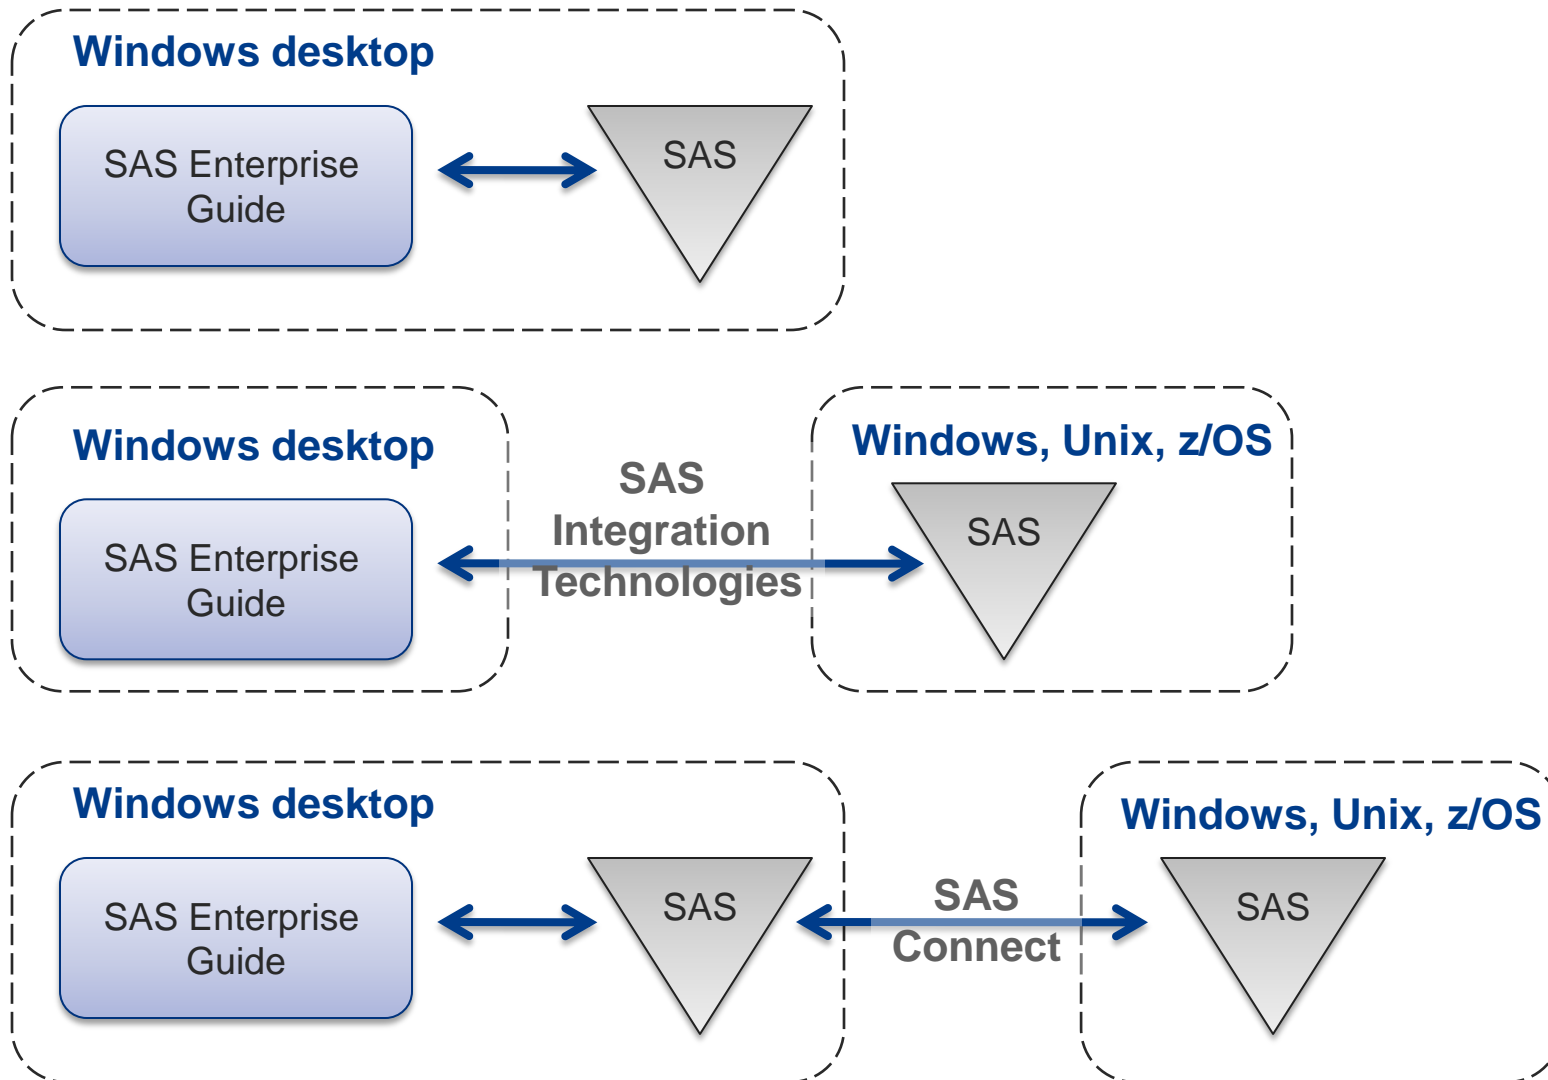 Windows desktop
SAS Enterprise
Guide
SAS
Windows desktop
SAS Enterprise
Guide
SAS
Integration
Technologies
Windows, Unix, z/OS
SAS
Windows desktop
SAS Enterprise
Guide
SAS
SAS
Connect
Windows, Unix, z/OS
SAS